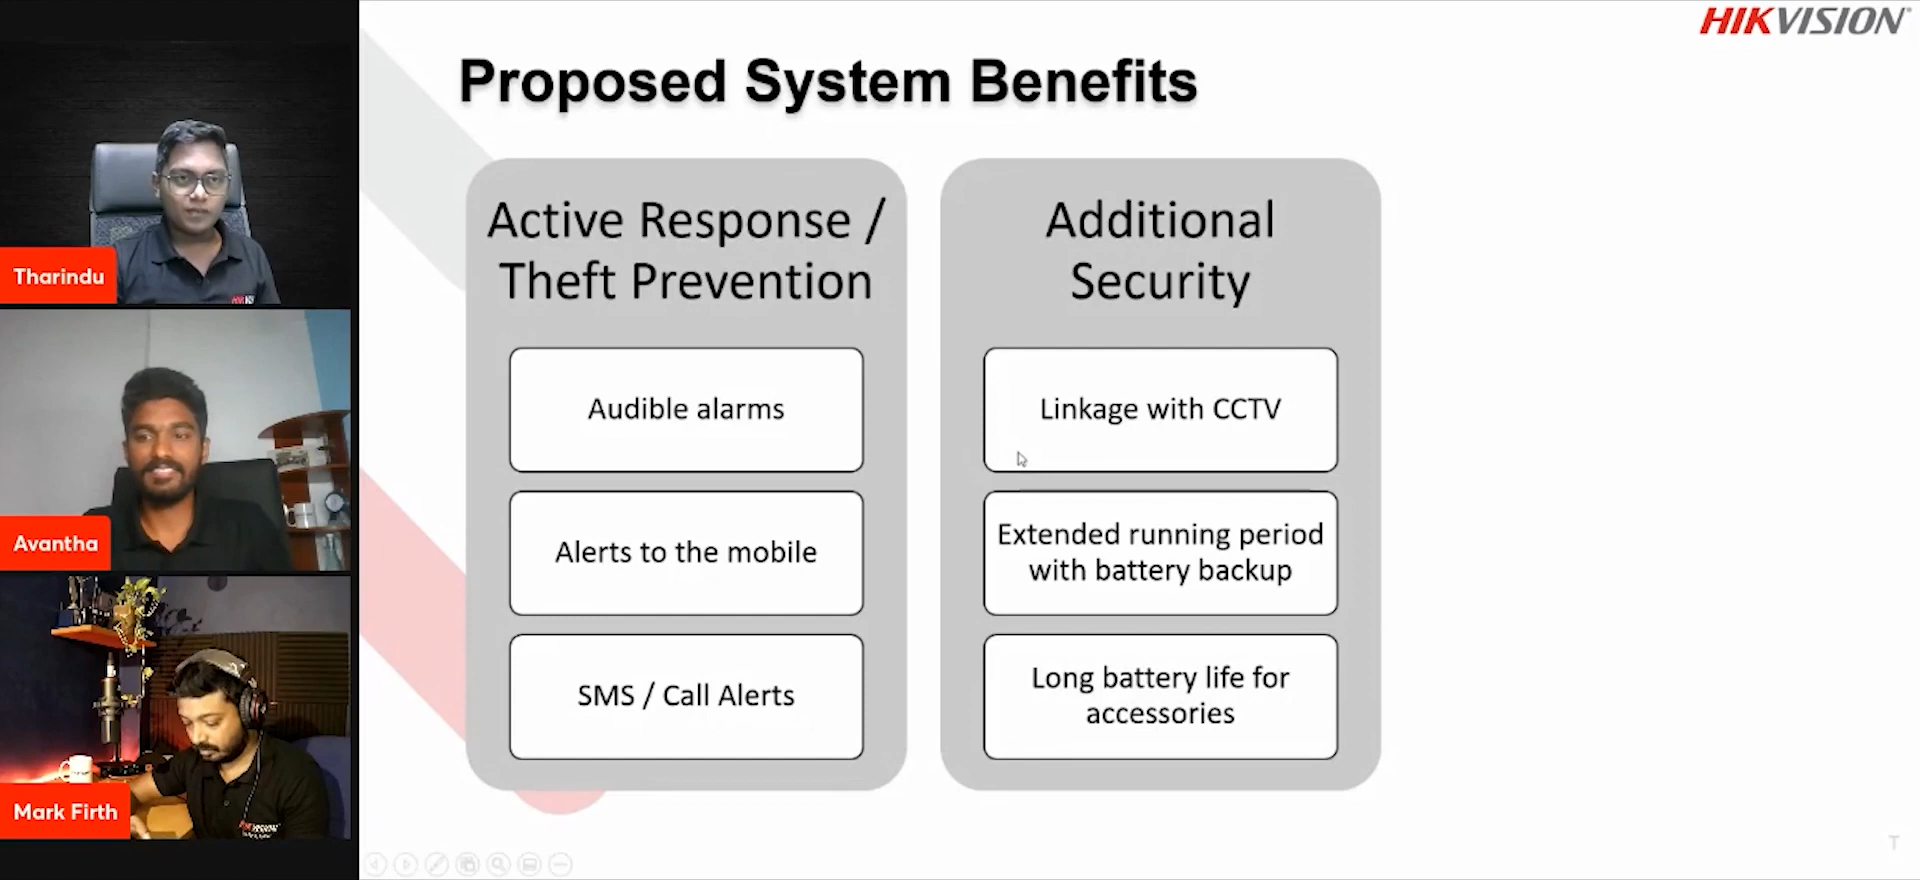 HIKVISION
Proposed System Benefits
Active Response /
Theft Prevention
Audible alarms
Alerts to the mobile
SMS / Call Alerts
Additional
Security
Linkage with CCTV
Extended running period
with battery backup
Long battery life for
accessories
Tharindu
Avantha
Mark Firth
HIKVISION
T